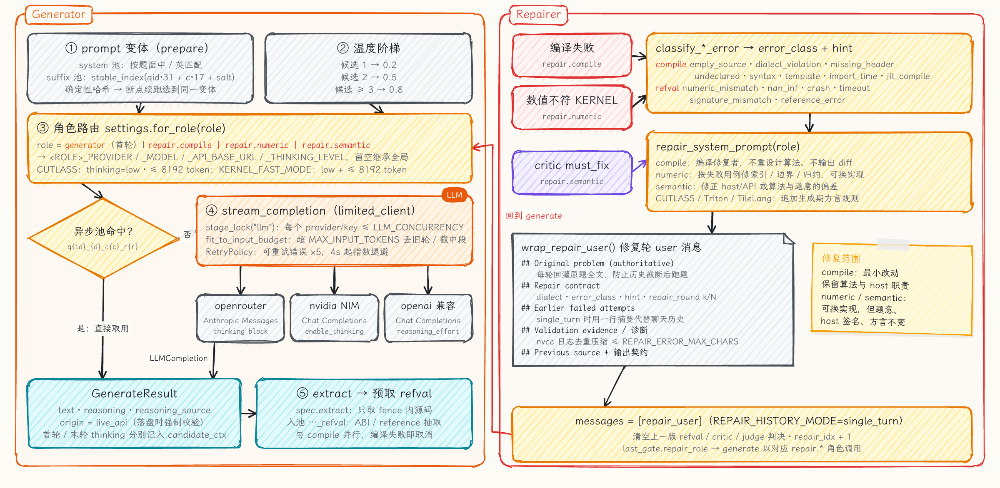 Generator
① prompt 变体（prepare）
system 池：按题面中 / 英匹配
suffix 池：stable_index(qid·31 + c·17 + salt)
确定性哈希 → 断点续跑选到同一变体
② 温度阶梯
候选 1 → 0.2
候选 2 → 0.5
候选 ≥ 3 → 0.8
③ 角色路由 settings.for_role(role)
role = generator（首轮）| repair.compile | repair.numeric | repair.semantic
→ <ROLE>_PROVIDER / _MODEL / _API_BASE_URL / _THINKING_LEVEL，留空继承全局
CUTLASS：thinking=low · ≤ 8192 token；KERNEL_FAST_MODE：low + ≤ 8192 token
异步池命中？
q{id}_{d}_c{c}_r{r}
否
LLM
④ stream_completion（limited_client）
stage_lock("llm")：每个 provider/key ≤ LLM_CONCURRENCY
fit_to_input_budget：超 MAX_INPUT_TOKENS 丢旧轮 / 截中段
RetryPolicy：可重试错误 ×5，4s 起指数退避
openrouter
Anthropic Messages
thinking block
nvidia NIM
Chat Completions
enable_thinking
openai 兼容
Chat Completions
reasoning_effort
是：直接取用
LLMCompletion
GenerateResult
text · reasoning · reasoning_source
origin = live_api（落盘时强制校验）
首轮 / 末轮 thinking 分别记入 candidate_ctx
⑤ extract → 预取 refval
spec.extract：只取 fence 内源码
入池 …_refval：ABI / reference 抽取
与 compile 并行，编译失败即取消
Repairer
编译失败
repair.compile
数值不符 KERNEL
repair.numeric
critic must_fix
repair.semantic
classify_*_error → error_class + hint
compile empty_source · dialect_violation · missing_header
undeclared · syntax · template · import_time · jit_compile
refval numeric_mismatch · nan_inf · crash · timeout
signature_mismatch · reference_error
repair_system_prompt(role)
compile：编译修复者，不重设计算法、不输出 diff
numeric：按失败用例修索引 / 边界 / 归约，可换实现
semantic：修正 host/API 或算法与题意的偏差
CUTLASS / Triton / TileLang：追加生成期方言规则
回到 generate
wrap_repair_user() 修复轮 user 消息
## Original problem (authoritative)
每轮回灌原题全文，防止历史截断后跑题
## Repair contract
dialect · error_class · hint · repair_round k/N
## Earlier failed attempts
single_turn 时用一行摘要代替聊天历史
## Validation evidence / 诊断
nvcc 日志去重压缩 ≤ REPAIR_ERROR_MAX_CHARS
## Previous source + 输出契约
修复范围
compile：最小改动
保留算法与 host 职责
numeric / semantic：
可换实现，但题意、
host 签名、方言不变
messages = [repair_user]（REPAIR_HISTORY_MODE=single_turn）
清空上一版 refval / critic / judge 判决 · repair_idx + 1
last_gate.repair_role → generate 以对应 repair.* 角色调用